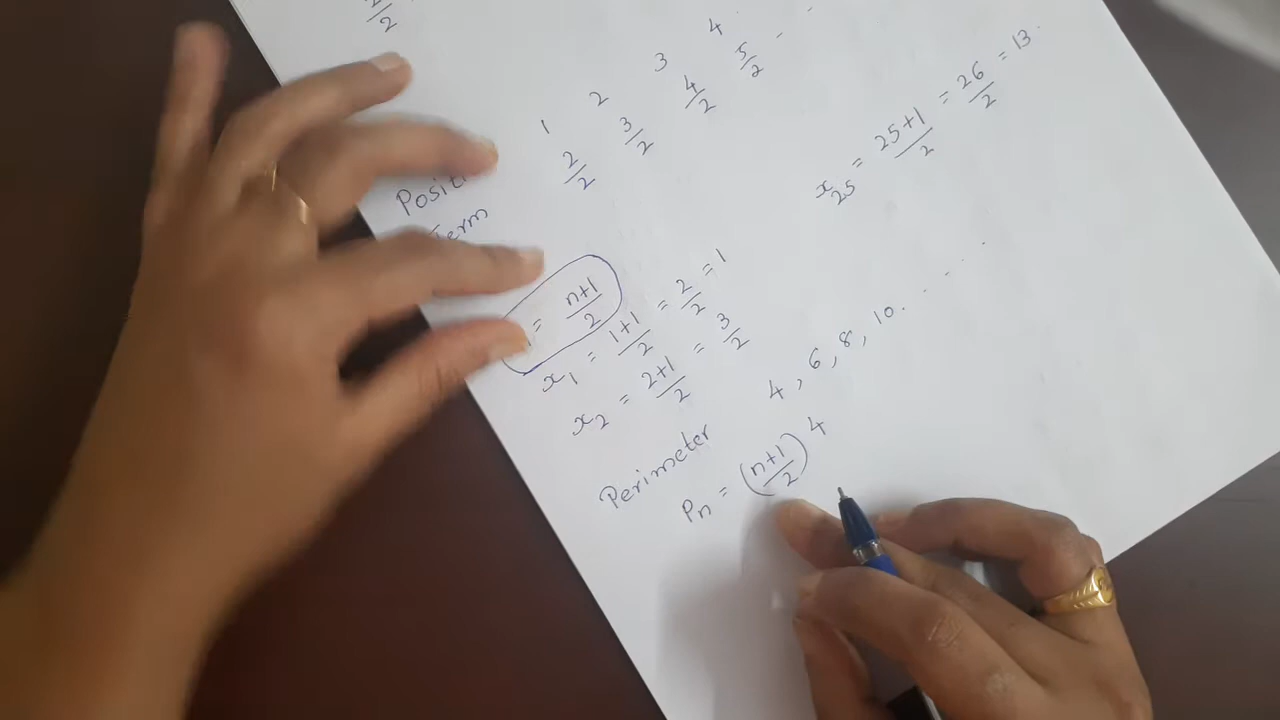 1 2 3 4
2/2 3/2 4/2 5/2 -
Term
= n+1/2
x₁ = 1+1/2 = 2/2 = 1
x₂ = 2+1/2 = 3/2
x₂₅ = 25+1/2 = 26/2 = 13.
Perimeter 4, 6, 8, 10. . . .
Pₙ = (n+1/2) 4